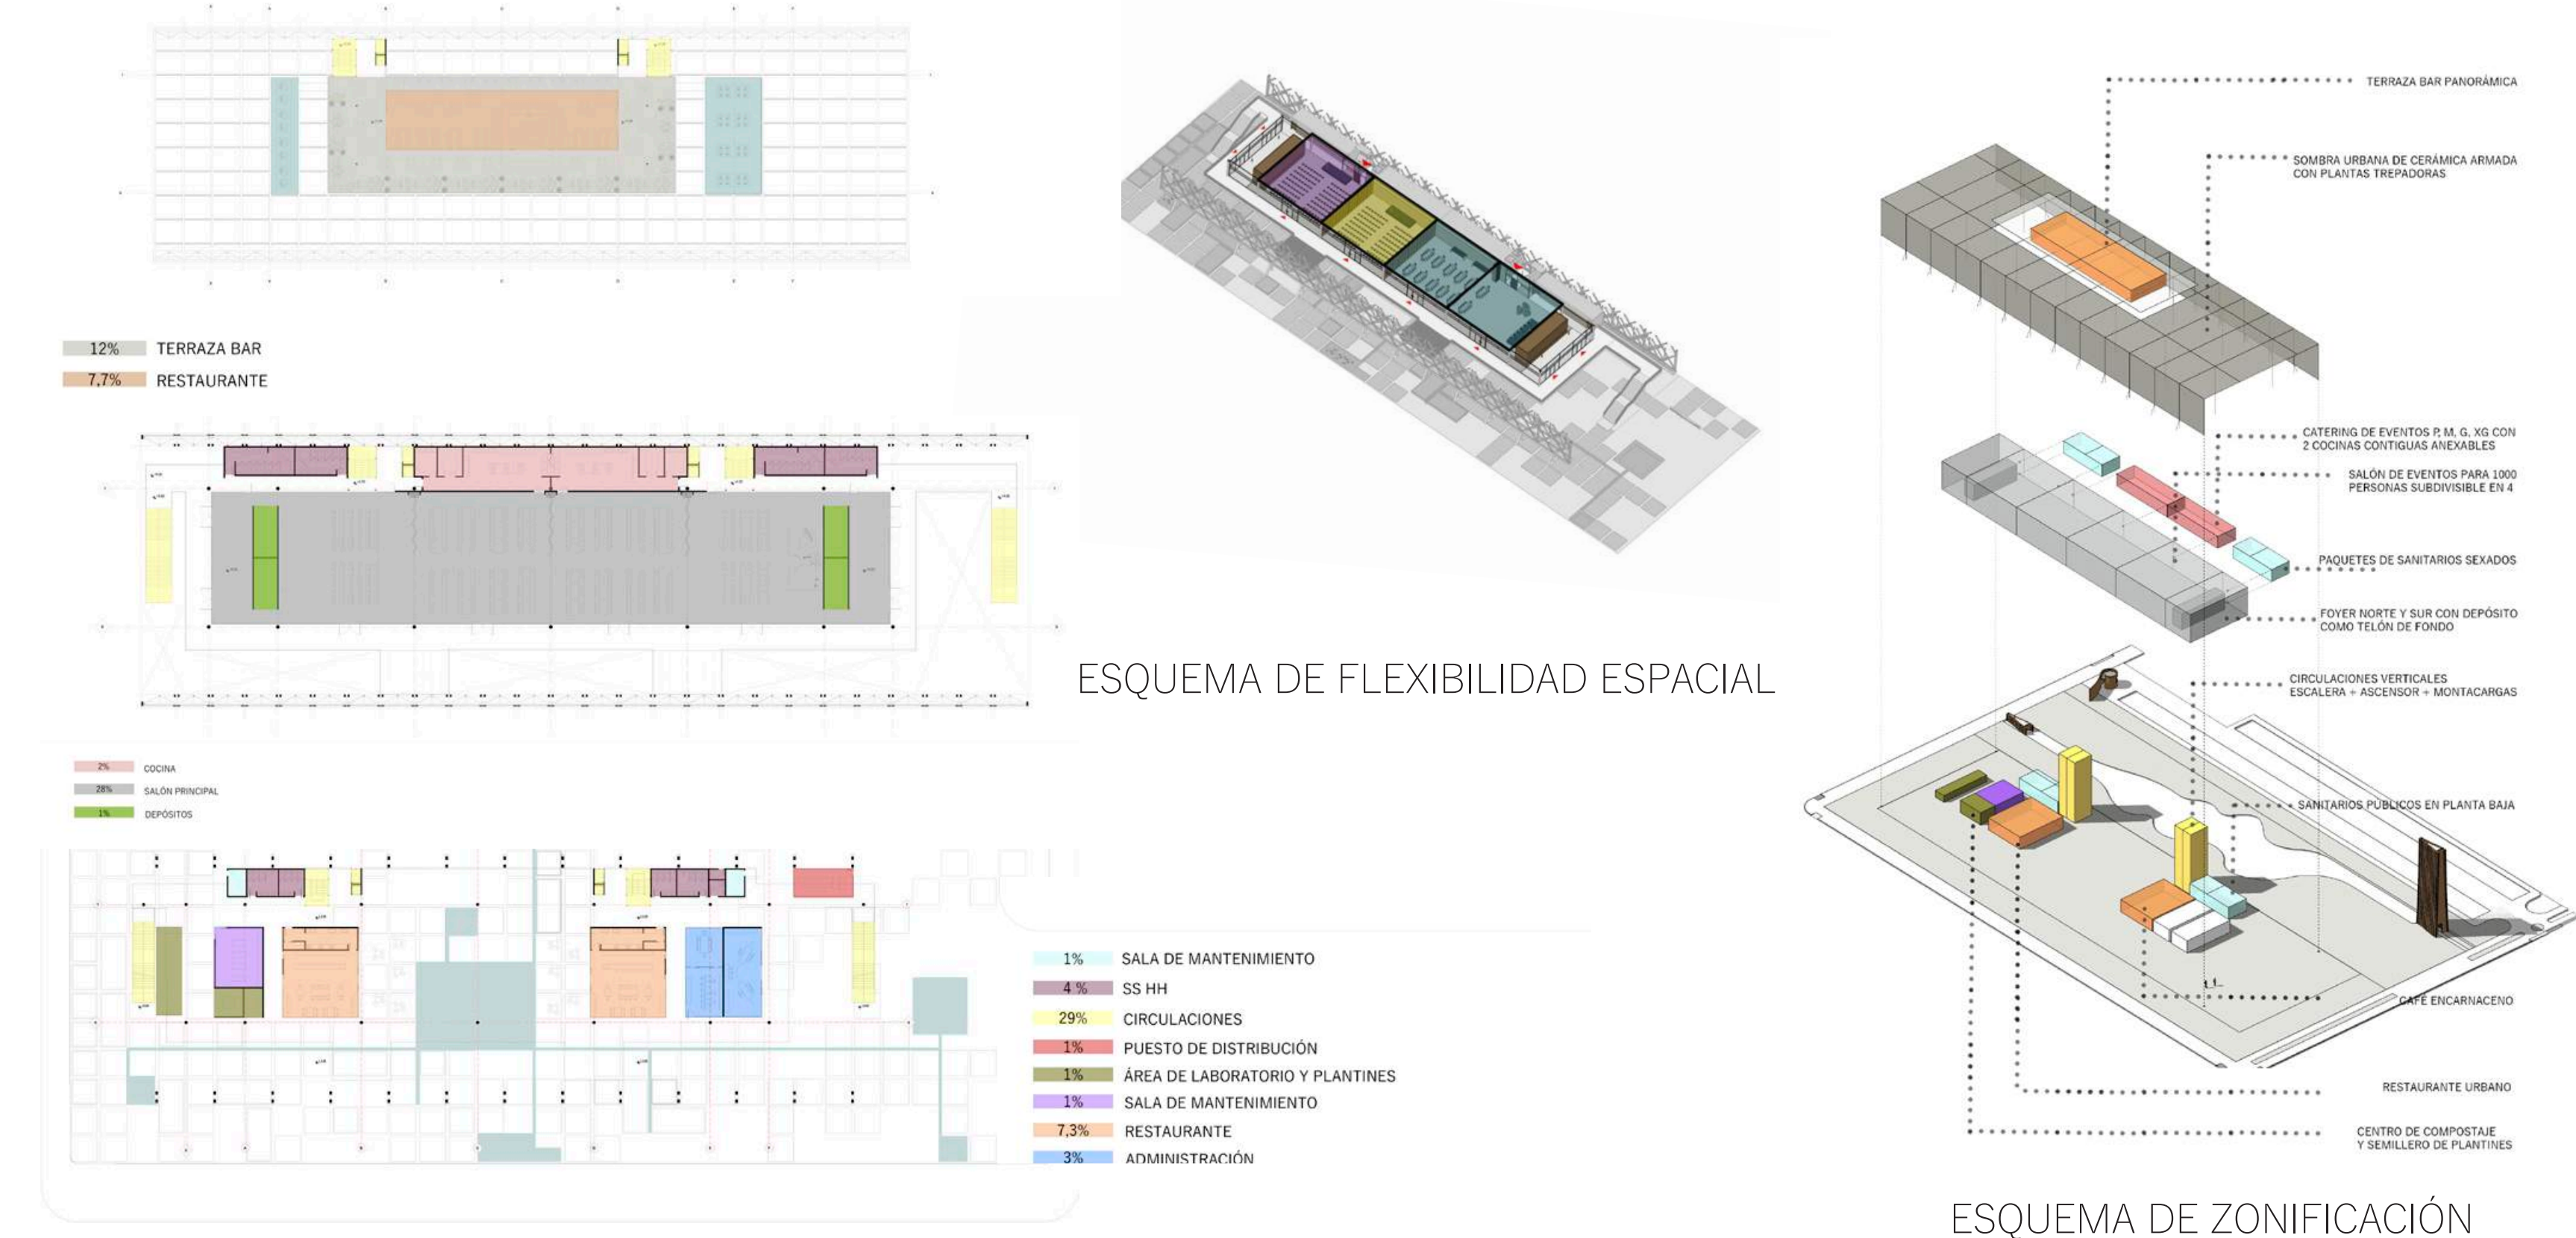 12% TERRAZA BAR
7,7% RESTAURANTE
2% COCINA
28% SALÓN PRINCIPAL
1% DEPÓSITOS
1% SALA DE MANTENIMIENTO
4 % SS HH
29% CIRCULACIONES
1% PUESTO DE DISTRIBUCIÓN
1% ÁREA DE LABORATORIO Y PLANTINES
1% SALA DE MANTENIMIENTO
7,3% RESTAURANTE
3% ADMINISTRACIÓN
ESQUEMA DE FLEXIBILIDAD ESPACIAL
TERRAZA BAR PANORÁMICA
SOMBRA URBANA DE CERÁMICA ARMADA
CON PLANTAS TREPADORAS
CATERING DE EVENTOS P, M, G, XG CON
2 COCINAS CONTIGUAS ANEXABLES
SALÓN DE EVENTOS PARA 1000
PERSONAS SUBDIVISIBLE EN 4
PAQUETES DE SANITARIOS SEXADOS
FOYER NORTE Y SUR CON DEPÓSITO
COMO TELÓN DE FONDO
CIRCULACIONES VERTICALES
ESCALERA + ASCENSOR + MONTACARGAS
SANITARIOS PÚBLICOS EN PLANTA BAJA
CAFÉ ENCARNACENO
RESTAURANTE URBANO
CENTRO DE COMPOSTAJE
Y SEMILLERO DE PLANTINES
ESQUEMA DE ZONIFICACIÓN